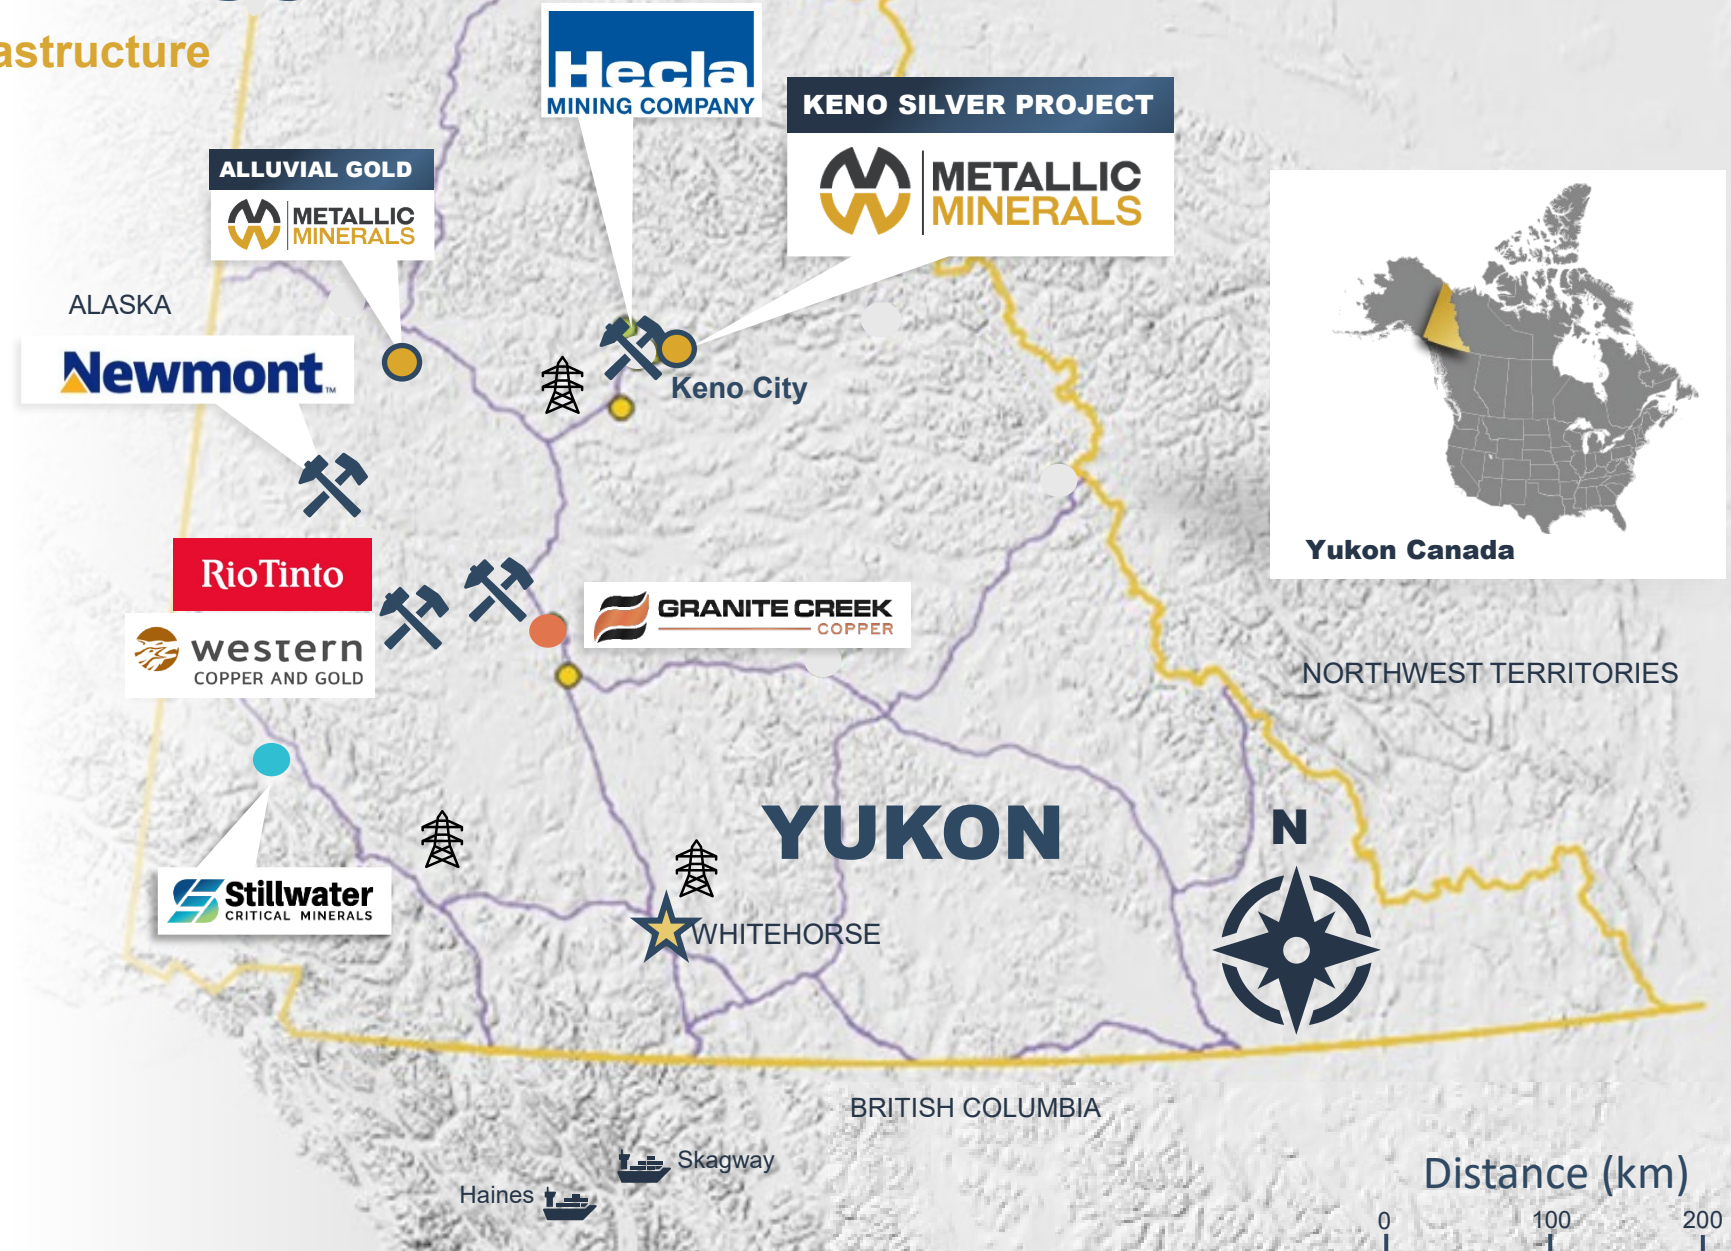 astructure
Hecla
MINING COMPANY
KENO SILVER PROJECT
METALLIC
MINERALS
ALLUVIAL GOLD
METALLIC
MINERALS
ALASKA
Newmont™
Keno City
Yukon Canada
RioTinto
western
COPPER AND GOLD
GRANITE CREEK
COPPER
NORTHWEST TERRITORIES
YUKON
N
Stillwater
CRITICAL MINERALS
WHITEHORSE
BRITISH COLUMBIA
Skagway
Haines
Distance (km)
0 100 200